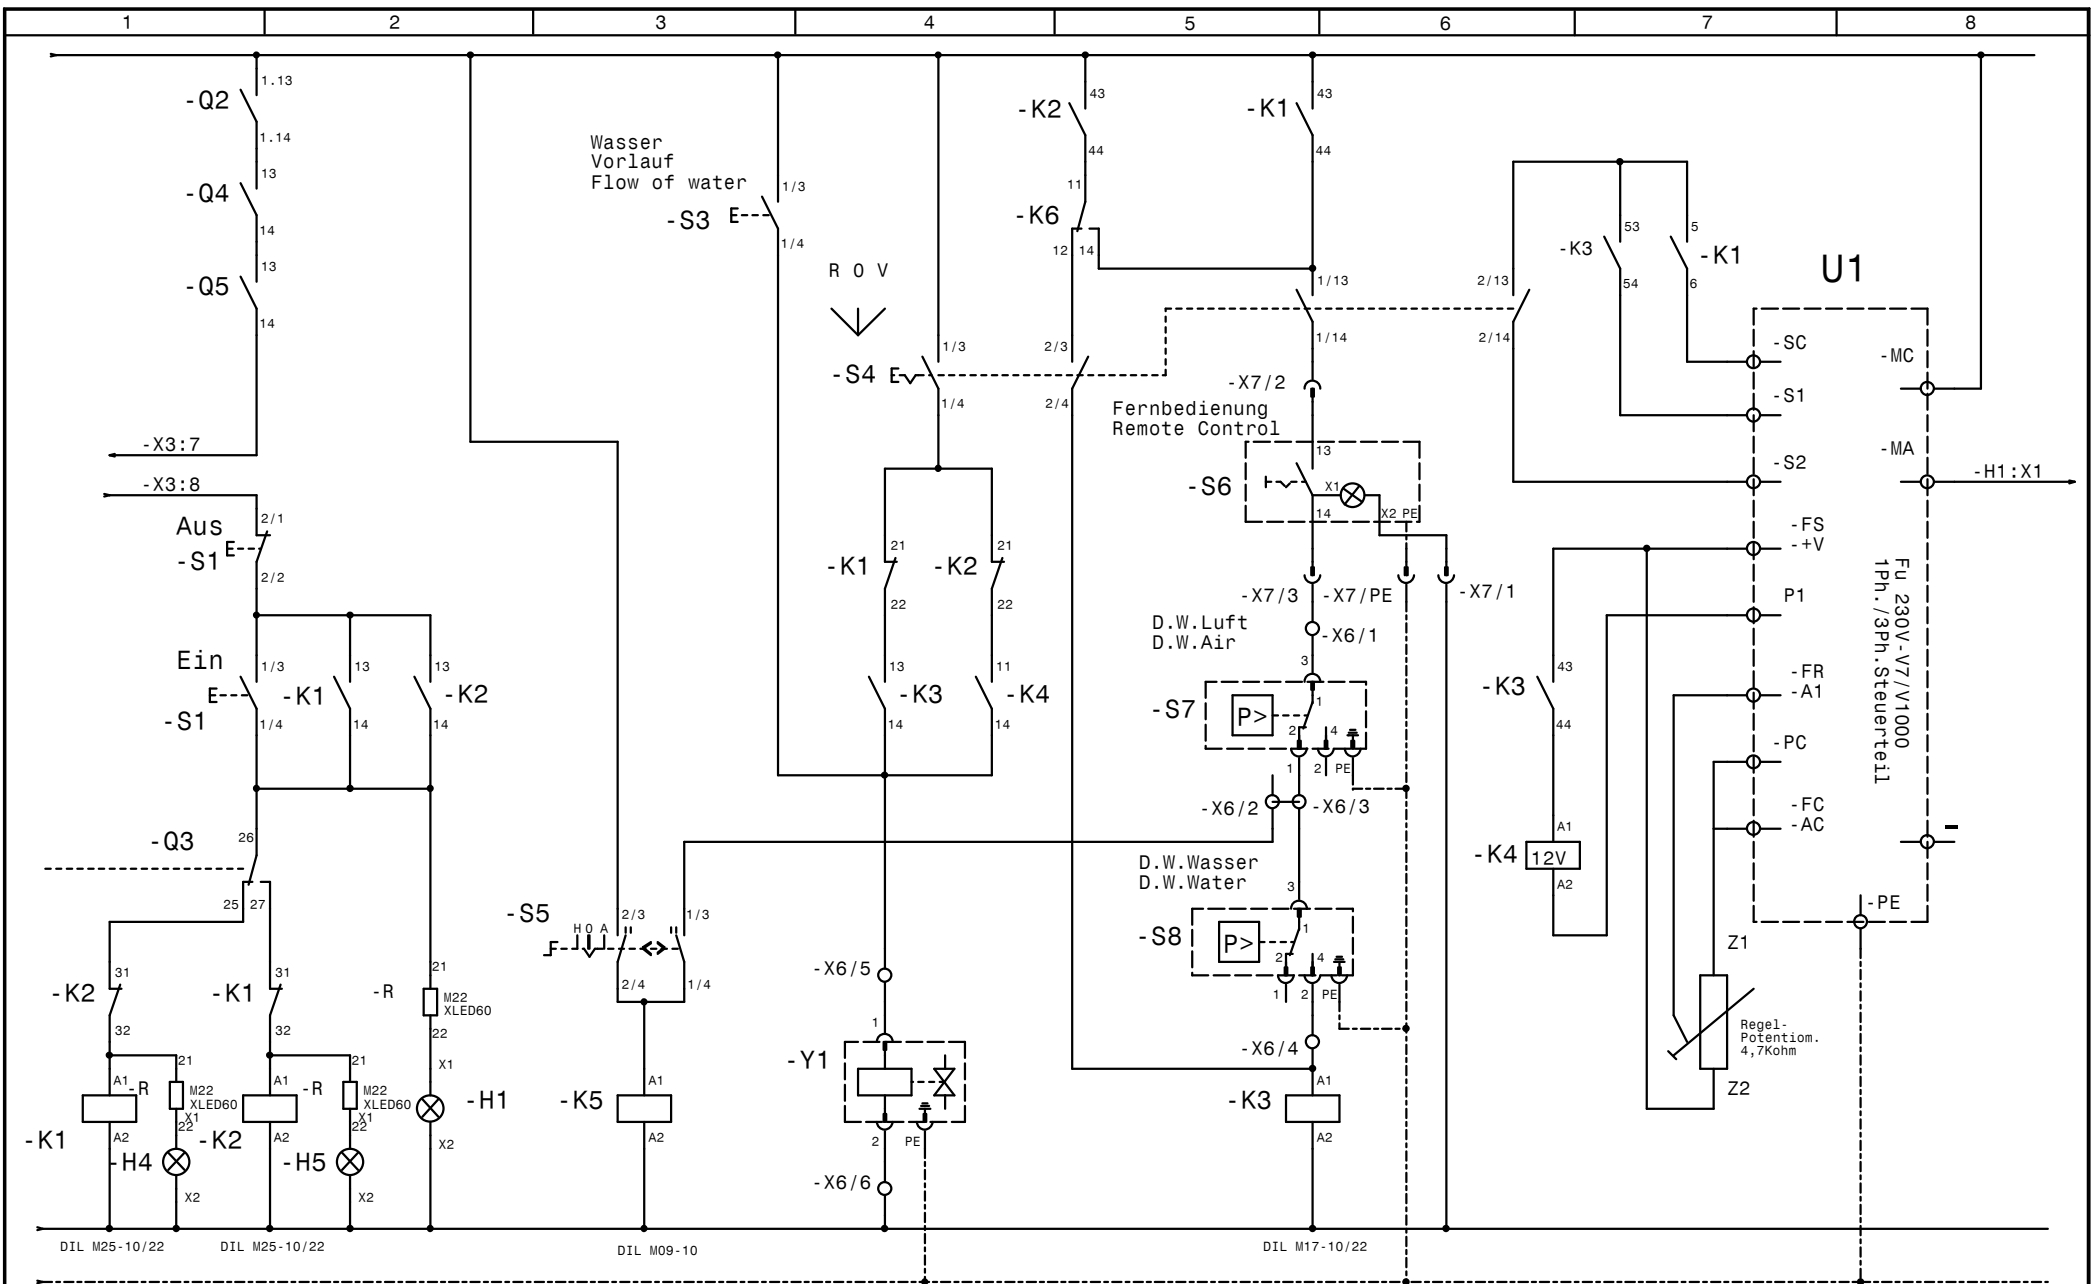 1 2 3 4 5 6 7 8
-Q2
1.13
1.14
-Q4
13
14
-Q5
13
14
-X3:7
-X3:8
Aus
-S1
2/1
2/2
Ein
-S1
1/3
1/4
-K1
13
14
-K2
13
14
-Q3
26
25 27
-K2
31
32
-K1
31
32
-R
21
M22
XLED60
22
X1
-H1
X2
A1
-K1
A2
-R
21
M22
XLED60
X1
22
-H4
X2
A1
-K2
A2
-R
21
M22
XLED60
X1
22
-H5
X2
DIL M25-10/22
DIL M25-10/22
Wasser
Vorlauf
Flow of water
-S3
1/3
1/4
-S5
H O A
2/3
2/4
1/3
1/4
-K5
A1
A2
DIL M09-10
R O V
-S4
1/3
1/4
2/3
2/4
-K1
21
22
-K2
21
22
-K3
13
14
-K4
11
14
-X6/5
1
-Y1
2
PE
-X6/6
-K2
43
44
-K6
11
12 14
-K1
43
44
1/13
1/14
2/13
2/14
-X7/2
Fernbedienung
Remote Control
-S6
13
14
X1
X2 PE
-X7/3
-X7/PE
-X7/1
D.W.Luft
D.W.Air
-X6/1
3
-S7
P>
1
2
4
1 2 PE
-X6/2
-X6/3
D.W.Wasser
D.W.Water
3
-S8
P>
1
2
4
1 2 PE
-X6/4
-K3
A1
A2
DIL M17-10/22
-K3
53
54
-K1
5
6
-K3
43
44
-K4
12V
A1
A2
U1
-SC
-S1
-S2
-FS
-+V
P1
-FR
-A1
-PC
-FC
-AC
-MC
-MA
-H1:X1
-
-PE
Fu 230V-V7/V1000
1Ph./3Ph.Steuerteil
Z1
Regel-
Potentiom.
4,7Kohm
Z2